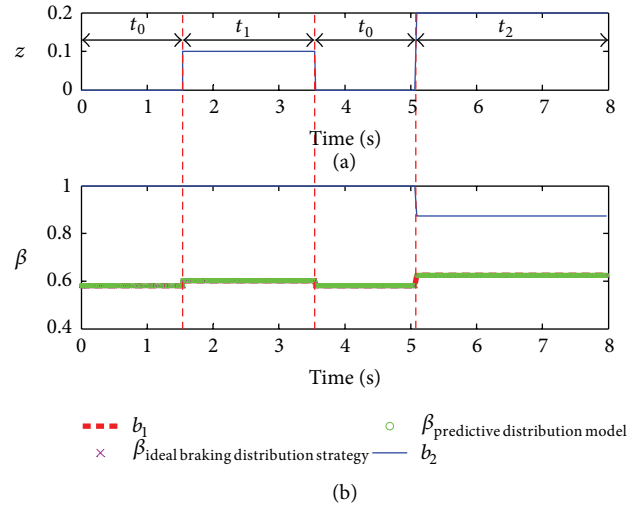 0.2
t₀ t₁ t₀ t₂
z 0.1
0
0 1 2 3 4 5 6 7 8
Time (s)
(a)
1
0.8
β
0.6
0.4
0 1 2 3 4 5 6 7 8
Time (s)
b₁ β predictive distribution model
β ideal braking distribution strategy b₂
(b)